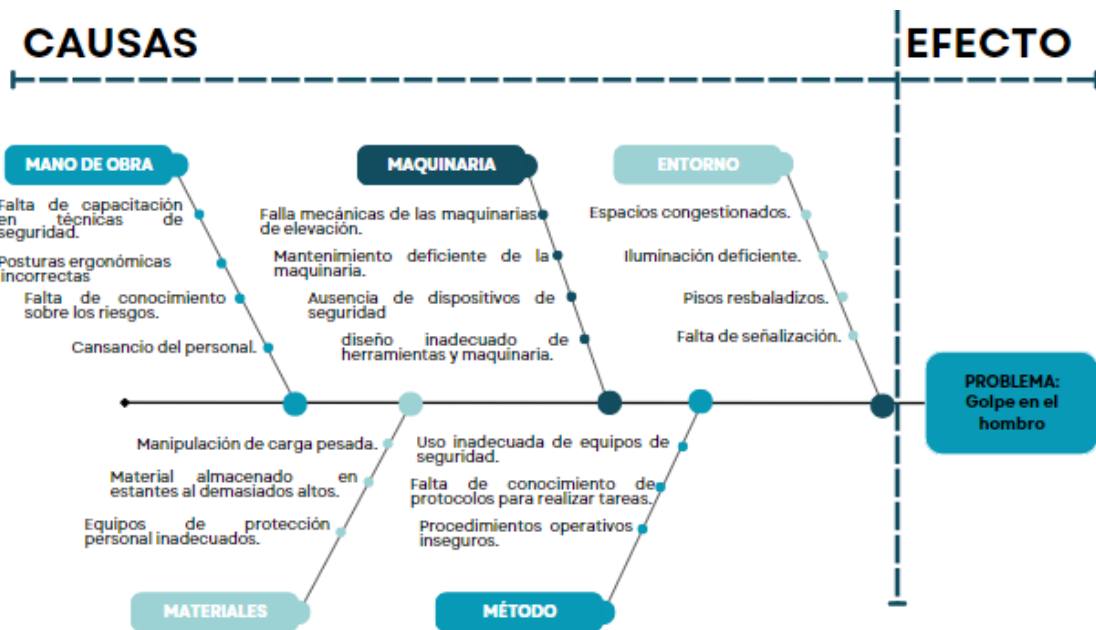 CAUSAS
EFECTO
MANO DE OBRA
Falta de capacitación
en técnicas de
seguridad.
Posturas ergonómicas
incorrectas
Falta de conocimiento
sobre los riesgos.
Cansancio del personal.
MAQUINARIA
Falla mecánicas de las maquinarias
de elevación.
Mantenimiento deficiente de la
maquinaria.
Ausencia de dispositivos de
seguridad
diseño inadecuado de
herramientas y maquinaria.
ENTORNO
Espacios congestionados.
Iluminación deficiente.
Pisos resbaladizos.
Falta de señalización.
PROBLEMA:
Golpe en el
hombro
Manipulación de carga pesada.
Material almacenado en
estantes al demasiados altos.
Equipos de protección
personal inadecuados.
MATERIALES
Uso inadecuada de equipos de
seguridad.
Falta de conocimiento de
protocolos para realizar tareas.
Procedimientos operativos
inseguros.
MÉTODO